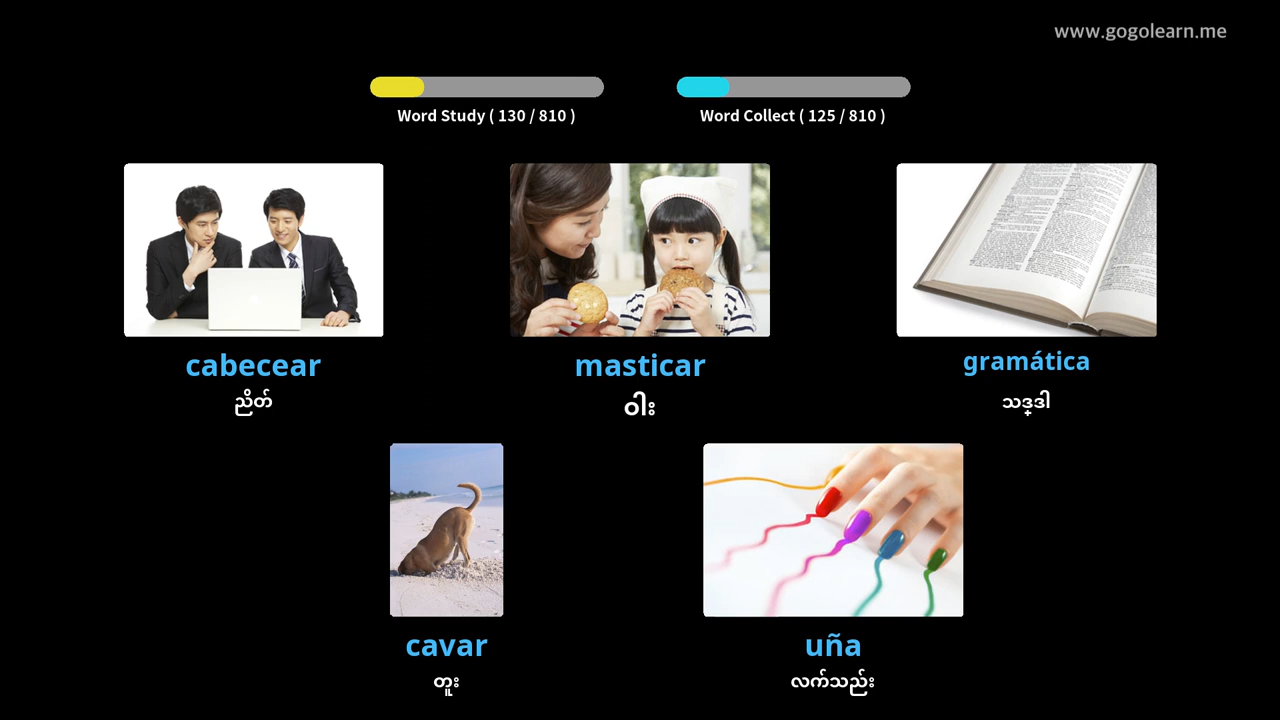 www.gogolearn.me
Word Study ( 130 / 810 )
Word Collect ( 125 / 810 )
cabecear
ညိတ်
masticar
ဝါး
gramática
သဒ္ဒါ
cavar
တူး
uña
လက်သည်း